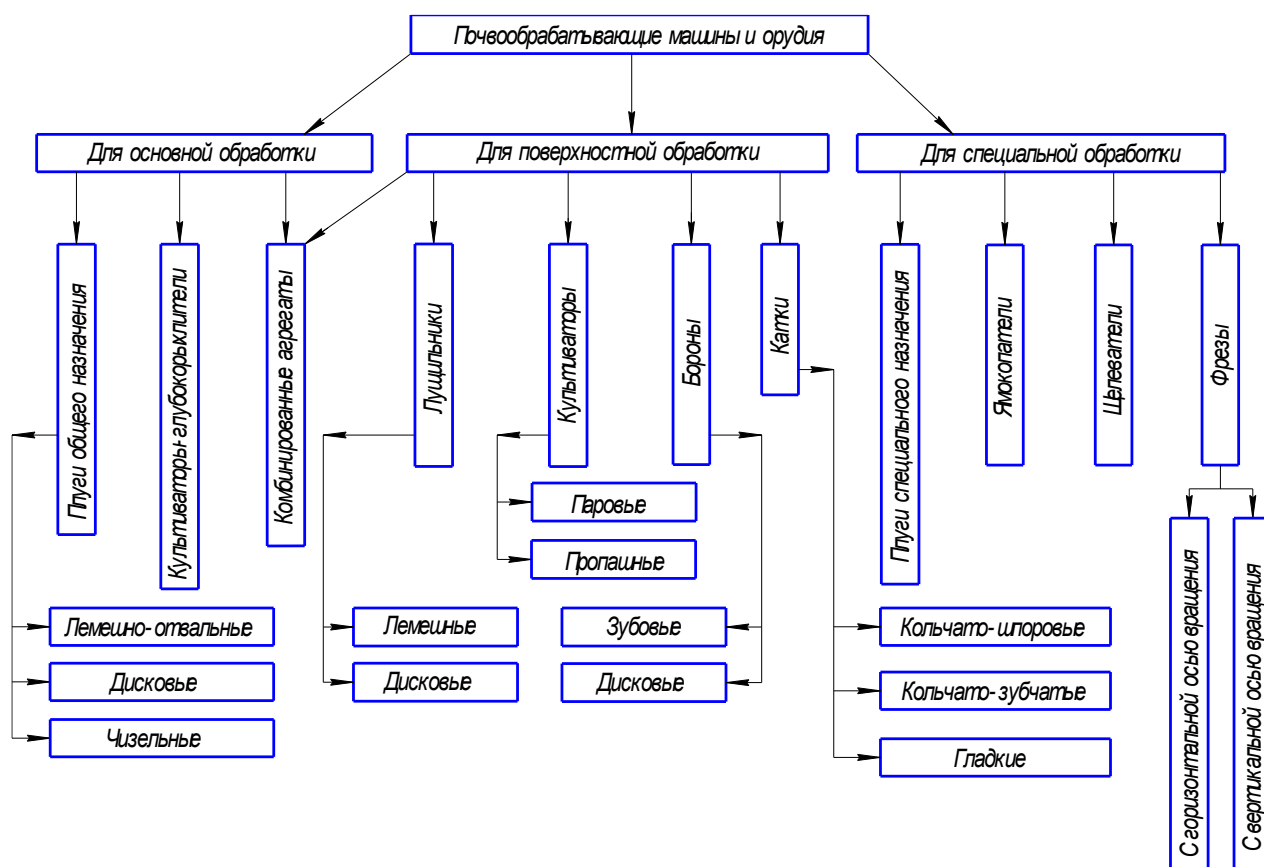 Почвообрабатывающие машины и орудия
Для основной обработки
Для поверхностной обработки
Для специальной обработки
Плуги общего назначения
Культиваторы-глубокорыхлители
Комбинированные агрегаты
Лущильники
Культиваторы
Бороны
Катки
Плуги специального назначения
Ямокопатели
Щелеватели
Фрезы
Паровые
Пропашные
Лемешно-отвальные
Дисковые
Чизельные
Лемешные
Дисковые
Зубовые
Дисковые
Кольчато-шпоровые
Кольчато-зубчатые
Гладкие
С горизонтальной осью вращения
С вертикальной осью вращения